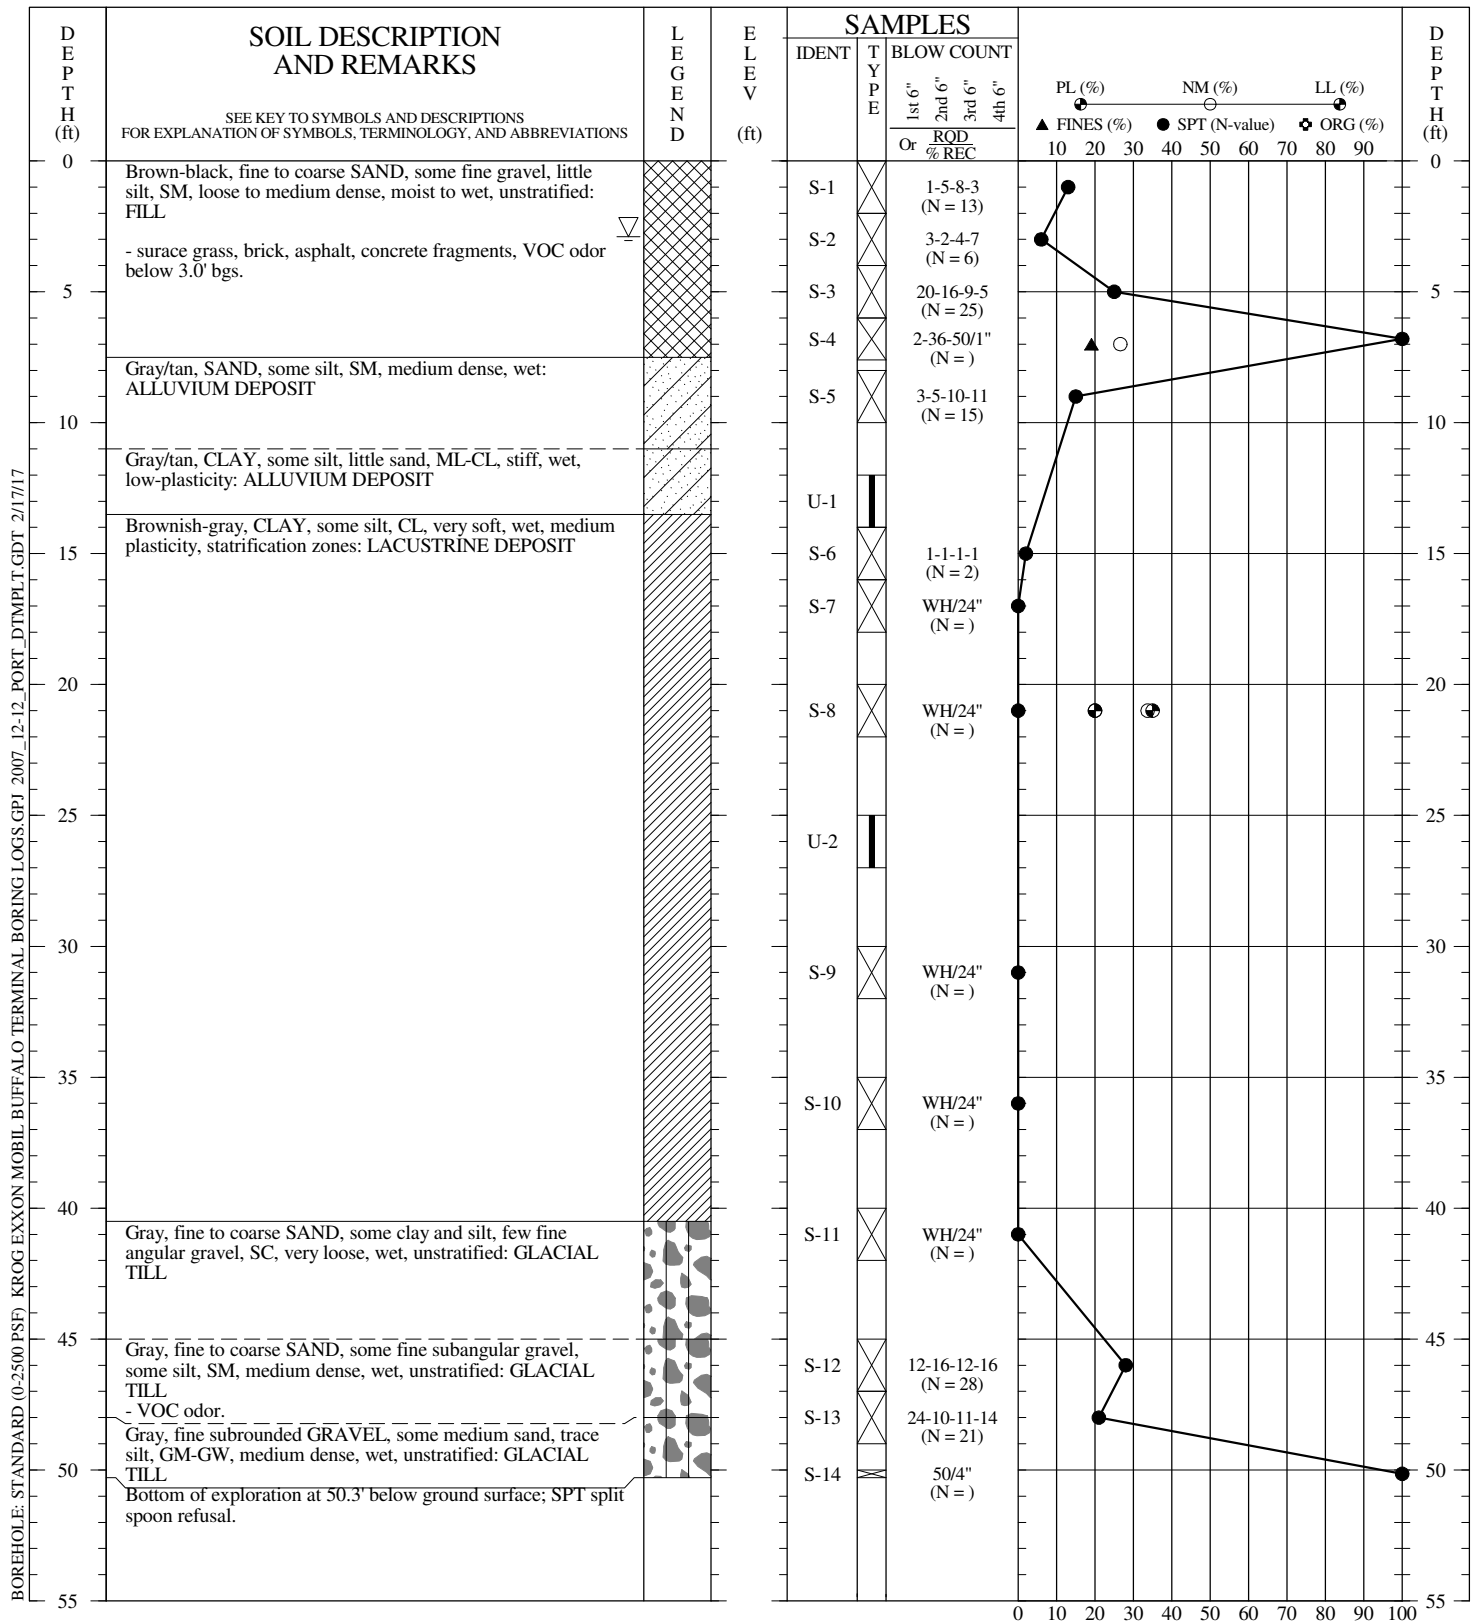 DEPTH
(ft)
SOIL DESCRIPTION
AND REMARKS
SEE KEY TO SYMBOLS AND DESCRIPTIONS
FOR EXPLANATION OF SYMBOLS, TERMINOLOGY, AND ABBREVIATIONS
LEGEND
ELEV
(ft)
SAMPLES
IDENT
TYPE
BLOW COUNT
1st 6"
2nd 6"
3rd 6"
4th 6"
Or RQD
% REC
PL (%) NM (%) LL (%)
FINES (%) SPT (N-value) ORG (%)
10 20 30 40 50 60 70 80 90
DEPTH
(ft)
0
Brown-black, fine to coarse SAND, some fine gravel, little
silt, SM, loose to medium dense, moist to wet, unstratified:
FILL
- surace grass, brick, asphalt, concrete fragments, VOC odor
below 3.0' bgs.
S-1 1-5-8-3
(N = 13)
0
S-2 3-2-4-7
(N = 6)
5
S-3 20-16-9-5
(N = 25)
5
S-4 2-36-50/1"
(N = )
Gray/tan, SAND, some silt, SM, medium dense, wet:
ALLUVIUM DEPOSIT
S-5 3-5-10-11
(N = 15)
10
10
Gray/tan, CLAY, some silt, little sand, ML-CL, stiff, wet,
low-plasticity: ALLUVIUM DEPOSIT
U-1
Brownish-gray, CLAY, some silt, CL, very soft, wet, medium
plasticity, statrification zones: LACUSTRINE DEPOSIT
15
S-6 1-1-1-1
(N = 2)
15
S-7 WH/24"
(N = )
20
20
S-8 WH/24"
(N = )
25
25
U-2
30
30
S-9 WH/24"
(N = )
35
35
S-10 WH/24"
(N = )
40
40
Gray, fine to coarse SAND, some clay and silt, few fine
angular gravel, SC, very loose, wet, unstratified: GLACIAL
TILL
S-11 WH/24"
(N = )
45
45
Gray, fine to coarse SAND, some fine subangular gravel,
some silt, SM, medium dense, wet, unstratified: GLACIAL
TILL
- VOC odor.
S-12 12-16-12-16
(N = 28)
S-13 24-10-11-14
(N = 21)
Gray, fine subrounded GRAVEL, some medium sand, trace
silt, GM-GW, medium dense, wet, unstratified: GLACIAL
TILL
50
S-14 50/4"
(N = )
50
Bottom of exploration at 50.3' below ground surface; SPT split
spoon refusal.
55
55
0 10 20 30 40 50 60 70 80 90 100
BOREHOLE: STANDARD (0-2500 PSF) KROG EXXON MOBIL BUFFALO TERMINAL BORING LOGS.GPJ 2007_12-12_PORT_DTMPLT.GDT 2/17/17